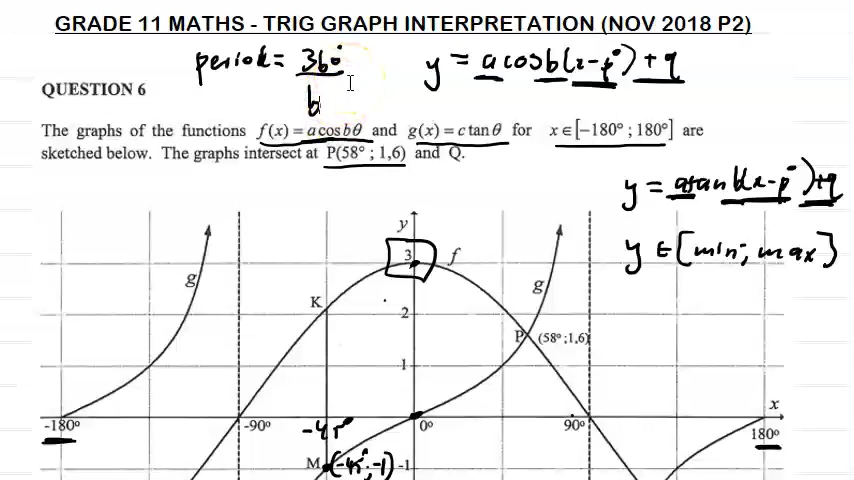 GRADE 11 MATHS - TRIG GRAPH INTERPRETATION (NOV 2018 P2)
period = 360°/b
y = a cos b(x-p°) + q
QUESTION 6
The graphs of the functions f(x) = a cos bθ and g(x) = c tan θ for x ∈ [−180° ; 180°] are
sketched below. The graphs intersect at P(58° ; 1,6) and Q.
y = a tan b(x-p°) + q
y ∈ [min ; max]
y
3
f
g
g
K
2
P (58° ;1,6)
1
x
-180°
-90°
-45°
0°
90°
180°
M (-45°; -1) -1